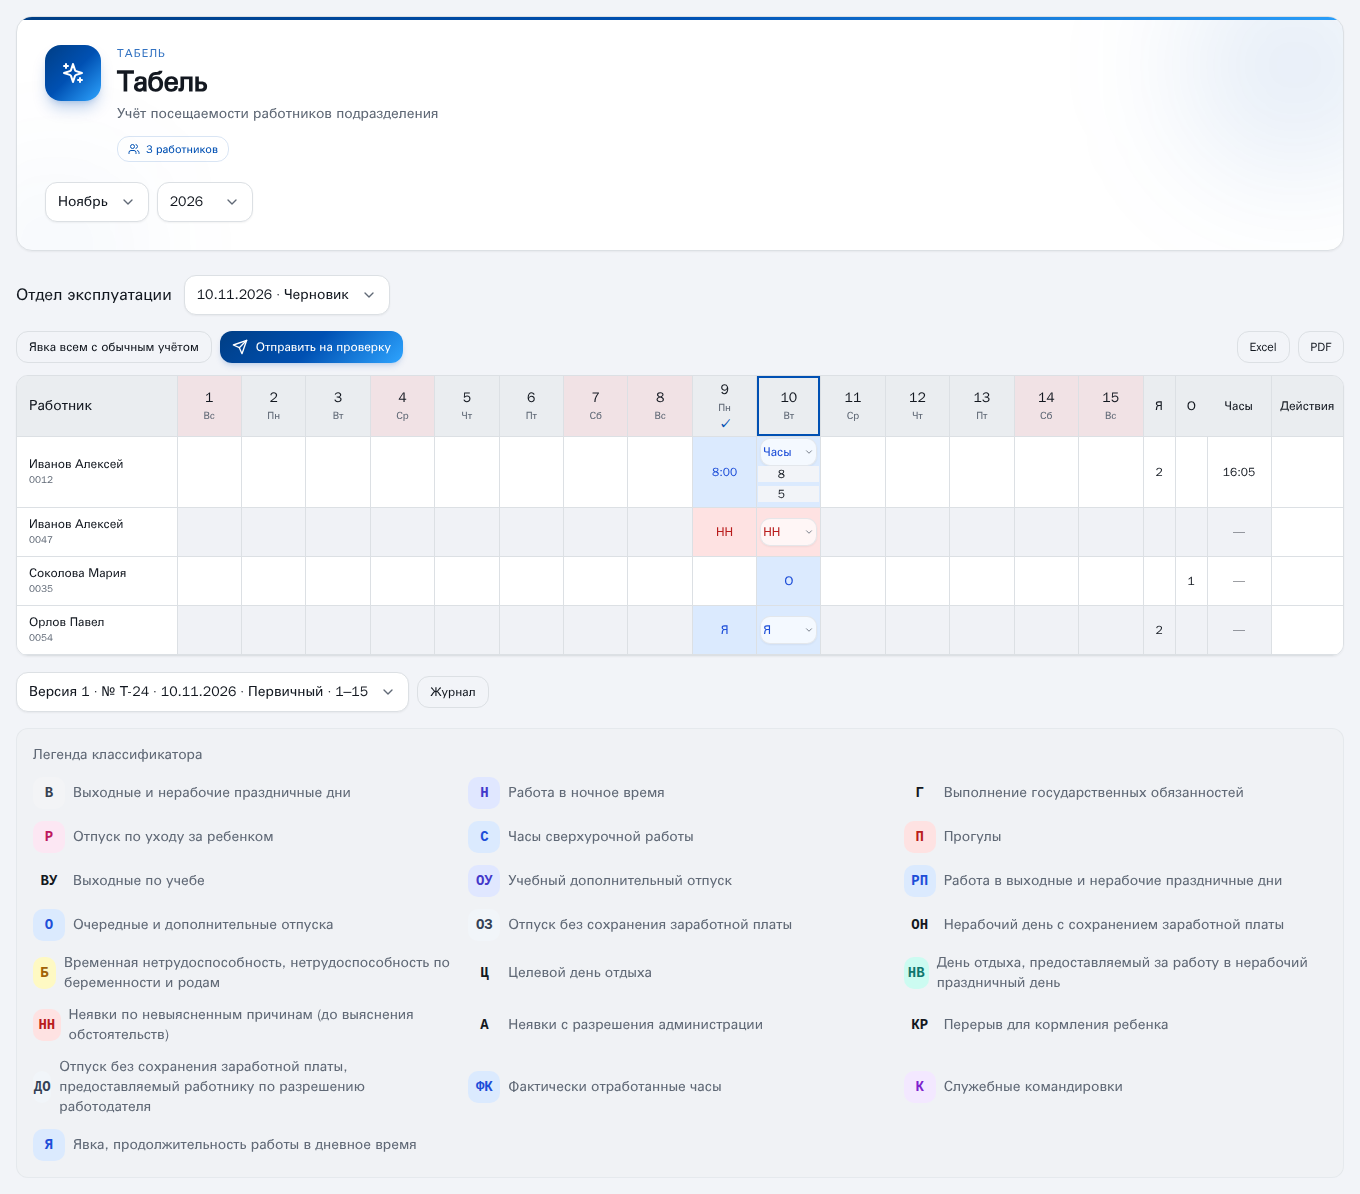 ТАБЕЛЬ
Табель
Учёт посещаемости работников подразделения
3 работников
Ноябрь 2026
Отдел эксплуатации 10.11.2026 · Черновик
Явка всем с обычным учётом Отправить на проверку Excel PDF
Работник 1 2 3 4 5 6 7 8 9 10 11 12 13 14 15 Я О Часы Действия
Вс Пн Вт Ср Чт Пт Сб Вс Пн Вт Ср Чт Пт Сб Вс
✓
Иванов Алексей 8:00 Часы 2 16:05
0012 8
5
Иванов Алексей НН НН —
0047
Соколова Мария О 1 —
0035
Орлов Павел Я Я 2 —
0054
Версия 1 · № Т-24 · 10.11.2026 · Первичный · 1–15 Журнал
Легенда классификатора
В Выходные и нерабочие праздничные дни Н Работа в ночное время Г Выполнение государственных обязанностей
Р Отпуск по уходу за ребенком С Часы сверхурочной работы П Прогулы
ВУ Выходные по учебе ОУ Учебный дополнительный отпуск РП Работа в выходные и нерабочие праздничные дни
О Очередные и дополнительные отпуска ОЗ Отпуск без сохранения заработной платы ОН Нерабочий день с сохранением заработной платы
Б Временная нетрудоспособность, нетрудоспособность по
беременности и родам
Ц Целевой день отдыха
НВ День отдыха, предоставляемый за работу в нерабочий
праздничный день
НН Неявки по невыясненным причинам (до выяснения
обстоятельств)
А Неявки с разрешения администрации
КР Перерыв для кормления ребенка
ДО Отпуск без сохранения заработной платы,
предоставляемый работнику по разрешению
работодателя
ФК Фактически отработанные часы
К Служебные командировки
Я Явка, продолжительность работы в дневное время